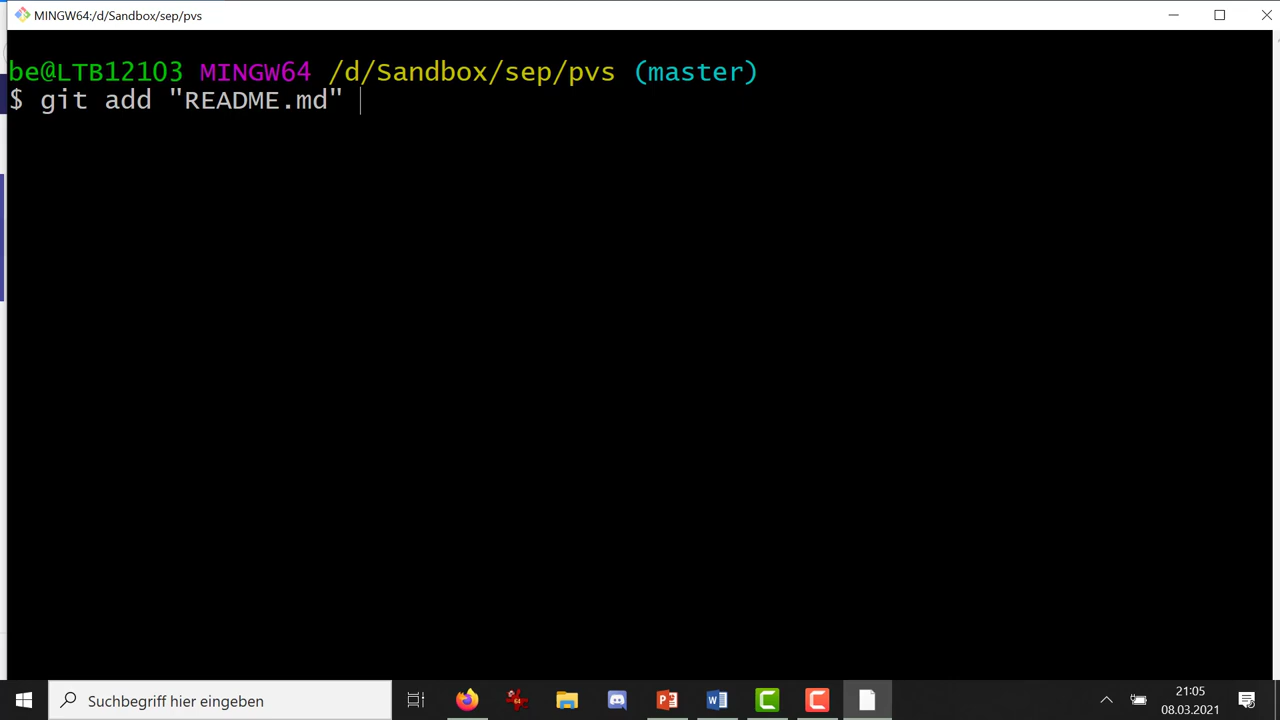 MINGW64:/d/Sandbox/sep/pvs
be@LTB12103 MINGW64 /d/Sandbox/sep/pvs (master)
$ git add "README.md"
Suchbegriff hier eingeben
21:05
08.03.2021